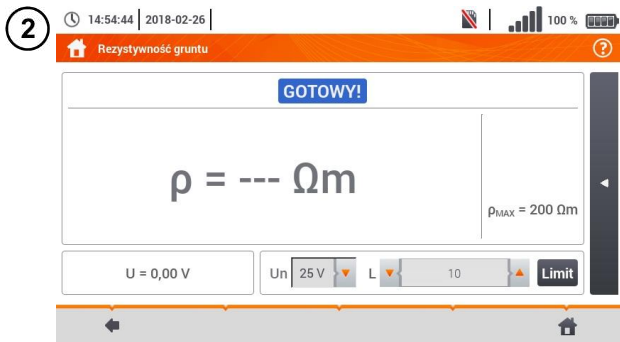 2
14:54:44 2018-02-26 100 %
Rezystywność gruntu ?
GOTOWY!
ρ = --- Ωm
ρMAX = 200 Ωm
U = 0,00 V Un 25 V L 10 Limit